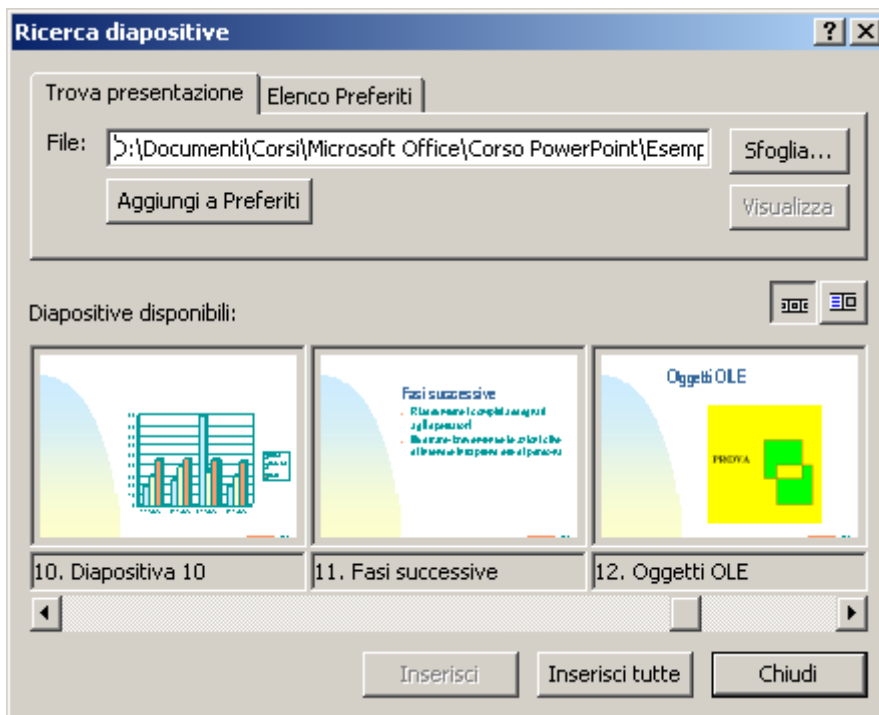 Ricerca diapositive
Trova presentazione
Elenco Preferiti
File:
D:\Documenti\Corsi\Microsoft Office\Corso PowerPoint\Esemp
Sfoglia...
Aggiungi a Preferiti
Visualizza
Diapositive disponibili:
Fasi successive
Oggetti OLE
PROVA
10. Diapositiva 10
11. Fasi successive
12. Oggetti OLE
Inserisci
Inserisci tutte
Chiudi